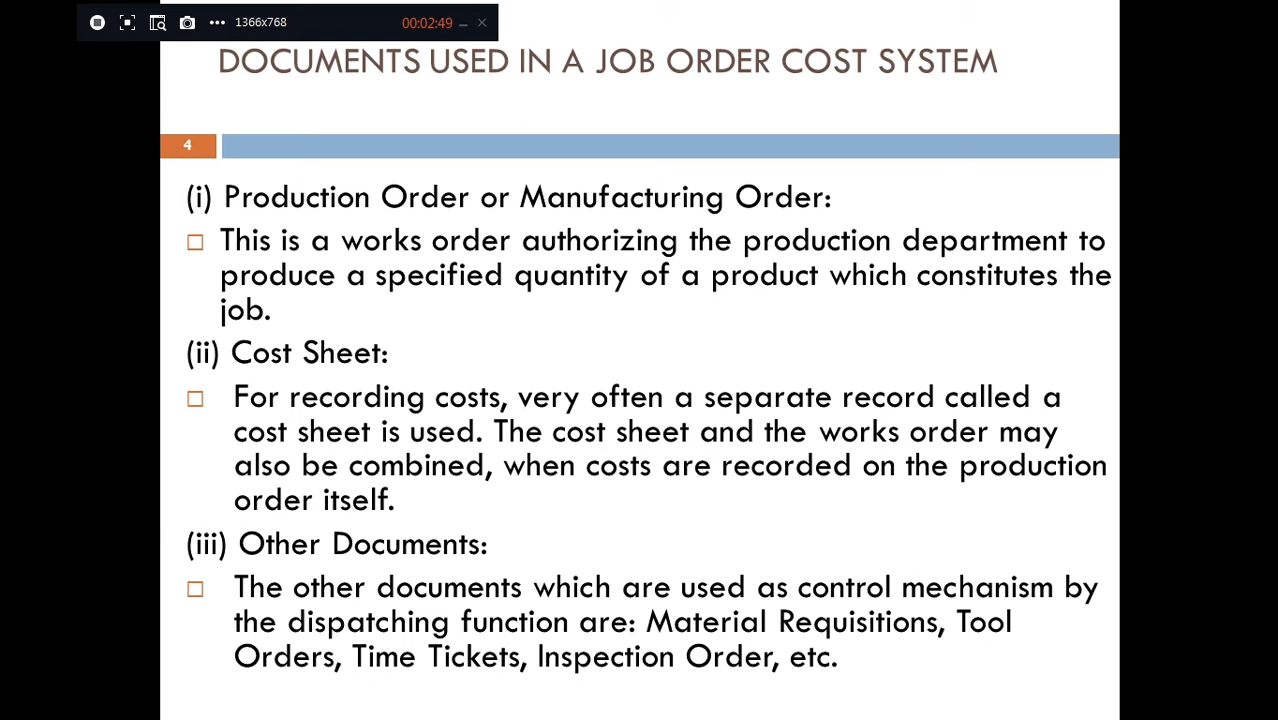 1366x768
00:02:49
DOCUMENTS USED IN A JOB ORDER COST SYSTEM
4
(i) Production Order or Manufacturing Order:
This is a works order authorizing the production department to
produce a specified quantity of a product which constitutes the
job.
(ii) Cost Sheet:
For recording costs, very often a separate record called a
cost sheet is used. The cost sheet and the works order may
also be combined, when costs are recorded on the production
order itself.
(iii) Other Documents:
The other documents which are used as control mechanism by
the dispatching function are: Material Requisitions, Tool
Orders, Time Tickets, Inspection Order, etc.